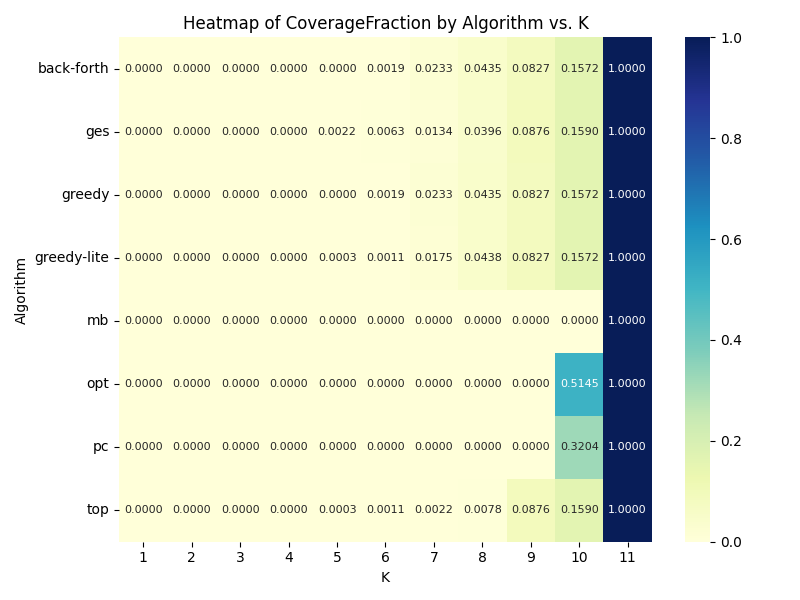 Heatmap of CoverageFraction by Algorithm vs. K
back-forth 0.0000 0.0000 0.0000 0.0000 0.0000 0.0019 0.0233 0.0435 0.0827 0.1572 1.0000
ges 0.0000 0.0000 0.0000 0.0000 0.0022 0.0063 0.0134 0.0396 0.0876 0.1590 1.0000
greedy 0.0000 0.0000 0.0000 0.0000 0.0000 0.0019 0.0233 0.0435 0.0827 0.1572 1.0000
greedy-lite 0.0000 0.0000 0.0000 0.0000 0.0003 0.0011 0.0175 0.0438 0.0827 0.1572 1.0000
mb 0.0000 0.0000 0.0000 0.0000 0.0000 0.0000 0.0000 0.0000 0.0000 0.0000 1.0000
opt 0.0000 0.0000 0.0000 0.0000 0.0000 0.0000 0.0000 0.0000 0.0000 0.5145 1.0000
pc 0.0000 0.0000 0.0000 0.0000 0.0000 0.0000 0.0000 0.0000 0.0000 0.3204 1.0000
top 0.0000 0.0000 0.0000 0.0000 0.0003 0.0011 0.0022 0.0078 0.0876 0.1590 1.0000
1 2 3 4 5 6 7 8 9 10 11
K
Algorithm
1.0
0.8
0.6
0.4
0.2
0.0